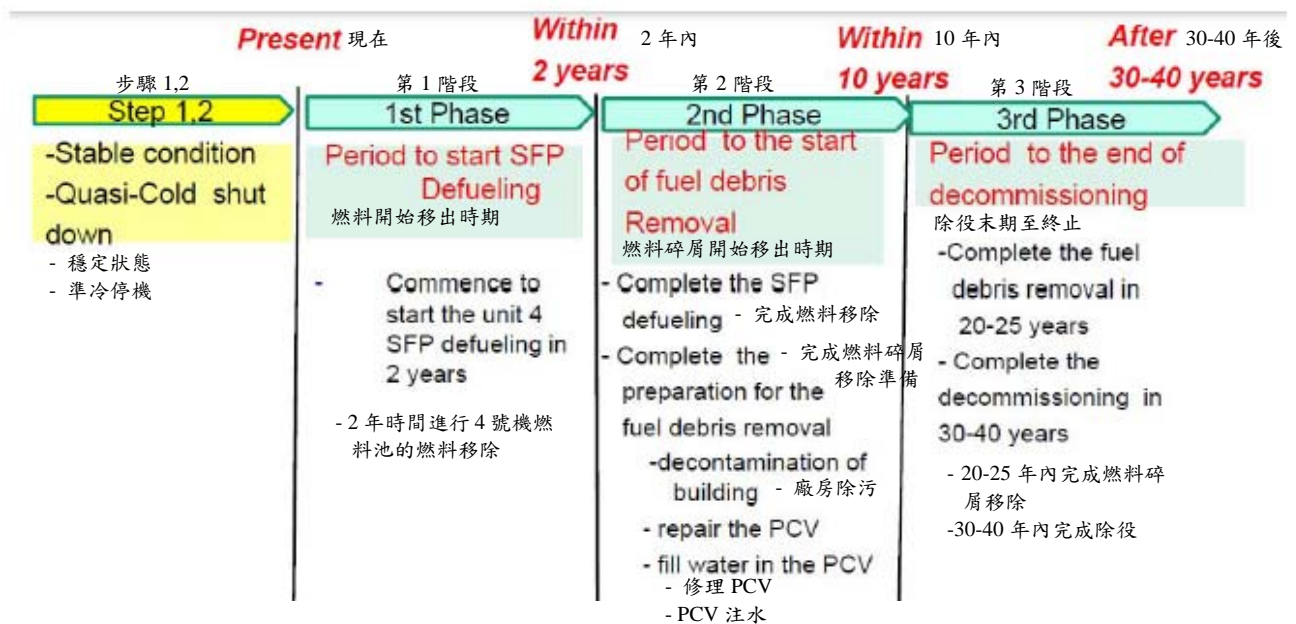 Present 現在
Within 2 年內
2 years
Within 10 年內
10 years
After 30-40 年後
30-40 years
步驟 1,2
Step 1,2
-Stable condition
-Quasi-Cold shut
down
- 穩定狀態
- 準冷停機
第 1 階段
1st Phase
Period to start SFP
Defueling
燃料開始移出時期
- Commence to
start the unit 4
SFP defueling in
2 years
- 2 年時間進行 4 號機燃
料池的燃料移除
第 2 階段
2nd Phase
Period to the start
of fuel debris
Removal
燃料碎屑開始移出時期
- Complete the SFP
defueling - 完成燃料移除
- Complete the - 完成燃料碎屑
移除準備
preparation for the
fuel debris removal
-decontamination of
building - 廠房除污
- repair the PCV
- fill water in the PCV
- 修理 PCV
- PCV 注水
第 3 階段
3rd Phase
Period to the end of
decommissioning
除役末期至終止
-Complete the fuel
debris removal in
20-25 years
- Complete the
decommissioning in
30-40 years
- 20-25 年內完成燃料碎
屑移除
-30-40 年內完成除役